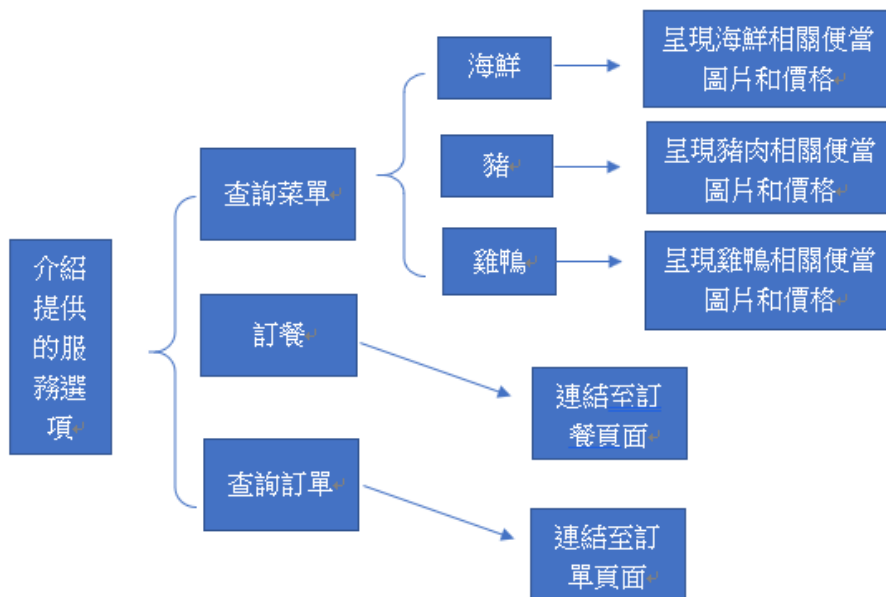 介紹
提供
的服
務選
項
查詢菜單
海鮮
呈現海鮮相關便當
圖片和價格
豬
呈現豬肉相關便當
圖片和價格
雞鴨
呈現雞鴨相關便當
圖片和價格
訂餐
連結至訂
餐頁面
查詢訂單
連結至訂
單頁面